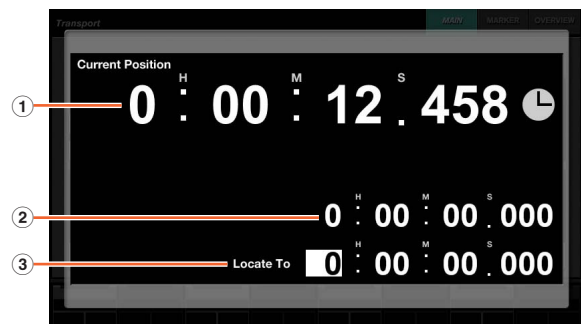 Transport MAIN MARKER OVERVIEW
Current Position
H M S
① 0 : 00 : 12 . 458
H M S
② 0 : 00 : 00 . 000
H M S
③ Locate To 0 : 00 : 00 . 000